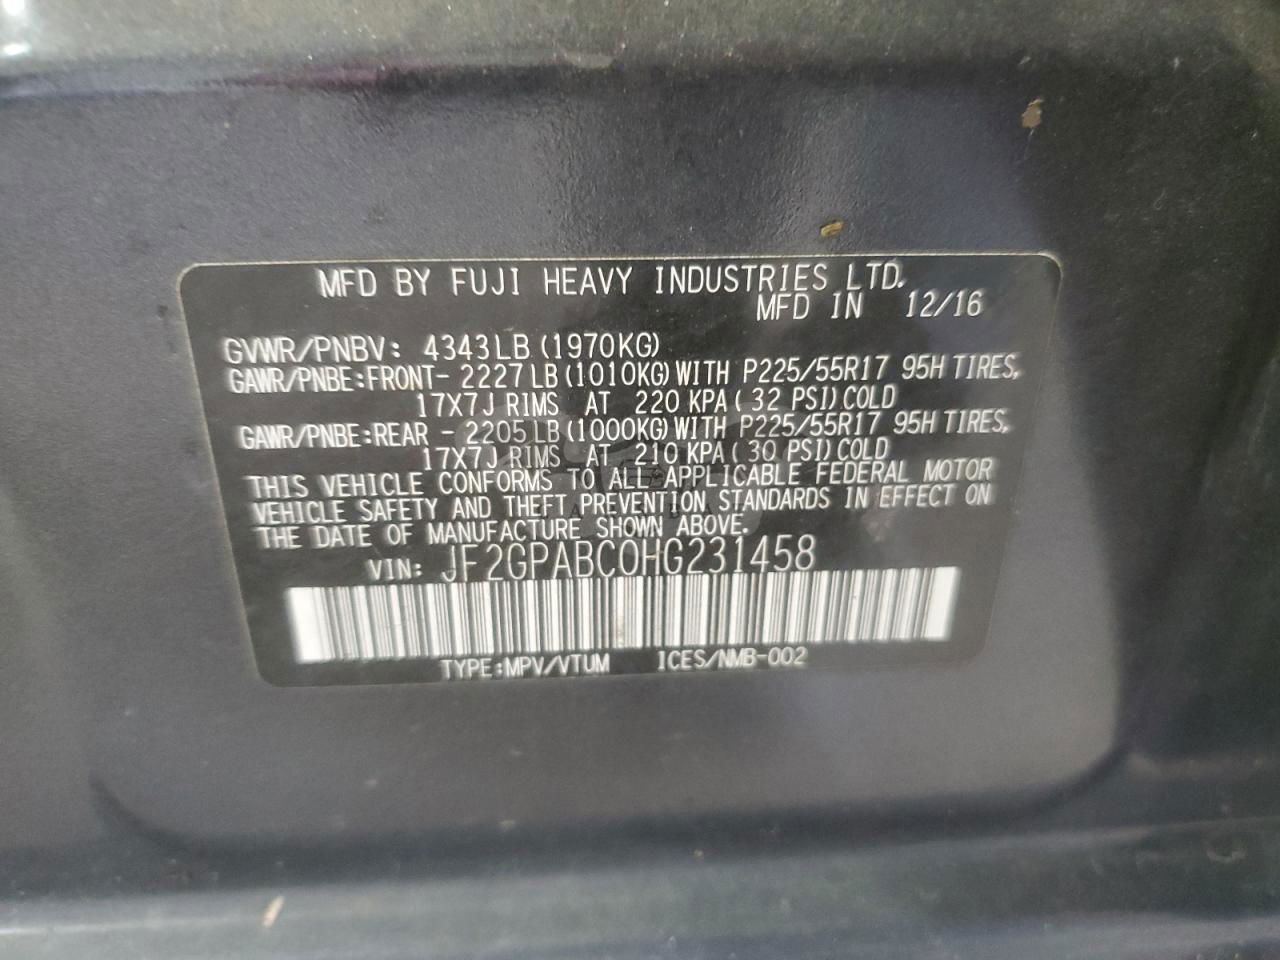 MFD BY FUJI HEAVY INDUSTRIES LTD.
MFD IN 12/16
GVWR/PNBV: 4343LB (1970KG)
GAWR/PNBE:FRONT- 2227LB (1010KG) WITH P225/55R17 95H TIRES,
17X7J RIMS AT 220 KPA (32 PSI) COLD
GAWR/PNBE:REAR - 2205LB (1000KG) WITH P225/55R17 95H TIRES,
17X7J RIMS AT 210 KPA (30 PSI) COLD
THIS VEHICLE CONFORMS TO ALL APPLICABLE FEDERAL MOTOR
VEHICLE SAFETY AND THEFT PREVENTION STANDARDS IN EFFECT ON
THE DATE OF MANUFACTURE SHOWN ABOVE.
VIN: JF2GPABC0HG231458
TYPE:MPV/VTUM ICES/NMB-002